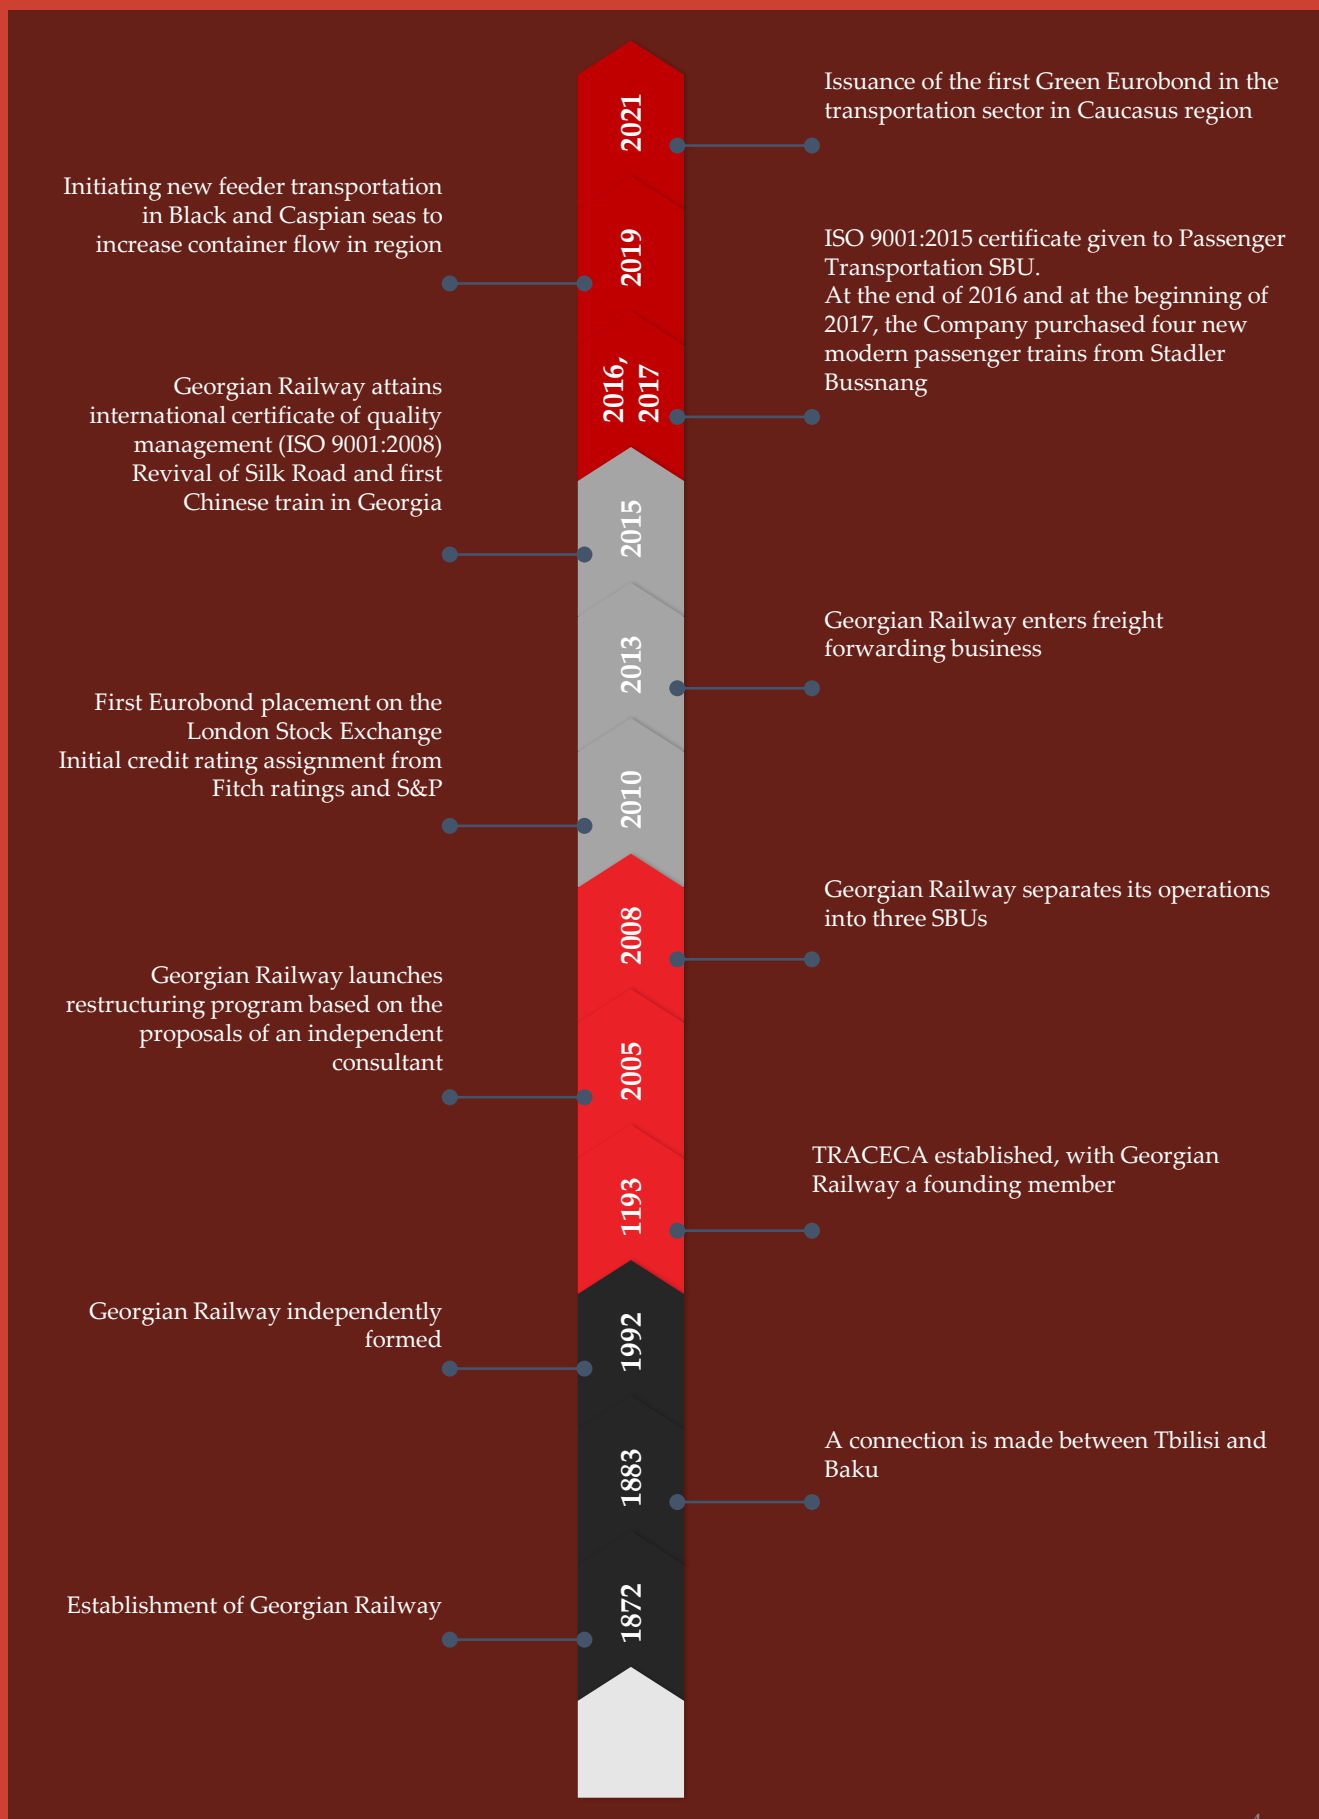 2021
Issuance of the first Green Eurobond in the
transportation sector in Caucasus region
Initiating new feeder transportation
in Black and Caspian seas to
increase container flow in region
2019
ISO 9001:2015 certificate given to Passenger
Transportation SBU.
At the end of 2016 and at the beginning of
2017, the Company purchased four new
modern passenger trains from Stadler
Bussnang
2016,
2017
Georgian Railway attains
international certificate of quality
management (ISO 9001:2008)
Revival of Silk Road and first
Chinese train in Georgia
2015
Georgian Railway enters freight
forwarding business
2013
First Eurobond placement on the
London Stock Exchange
Initial credit rating assignment from
Fitch ratings and S&P
2010
Georgian Railway separates its operations
into three SBUs
2008
Georgian Railway launches
restructuring program based on the
proposals of an independent
consultant
2005
TRACECA established, with Georgian
Railway a founding member
1193
Georgian Railway independently
formed
1992
A connection is made between Tbilisi and
Baku
1883
Establishment of Georgian Railway
1872